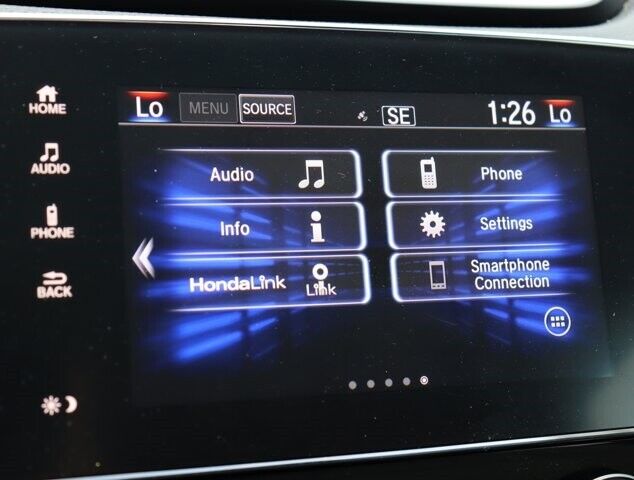 HOME
AUDIO
PHONE
BACK
Lo MENU SOURCE SE 1:26 Lo
Audio
Phone
Info
Settings
HondaLink Link
Smartphone
Connection